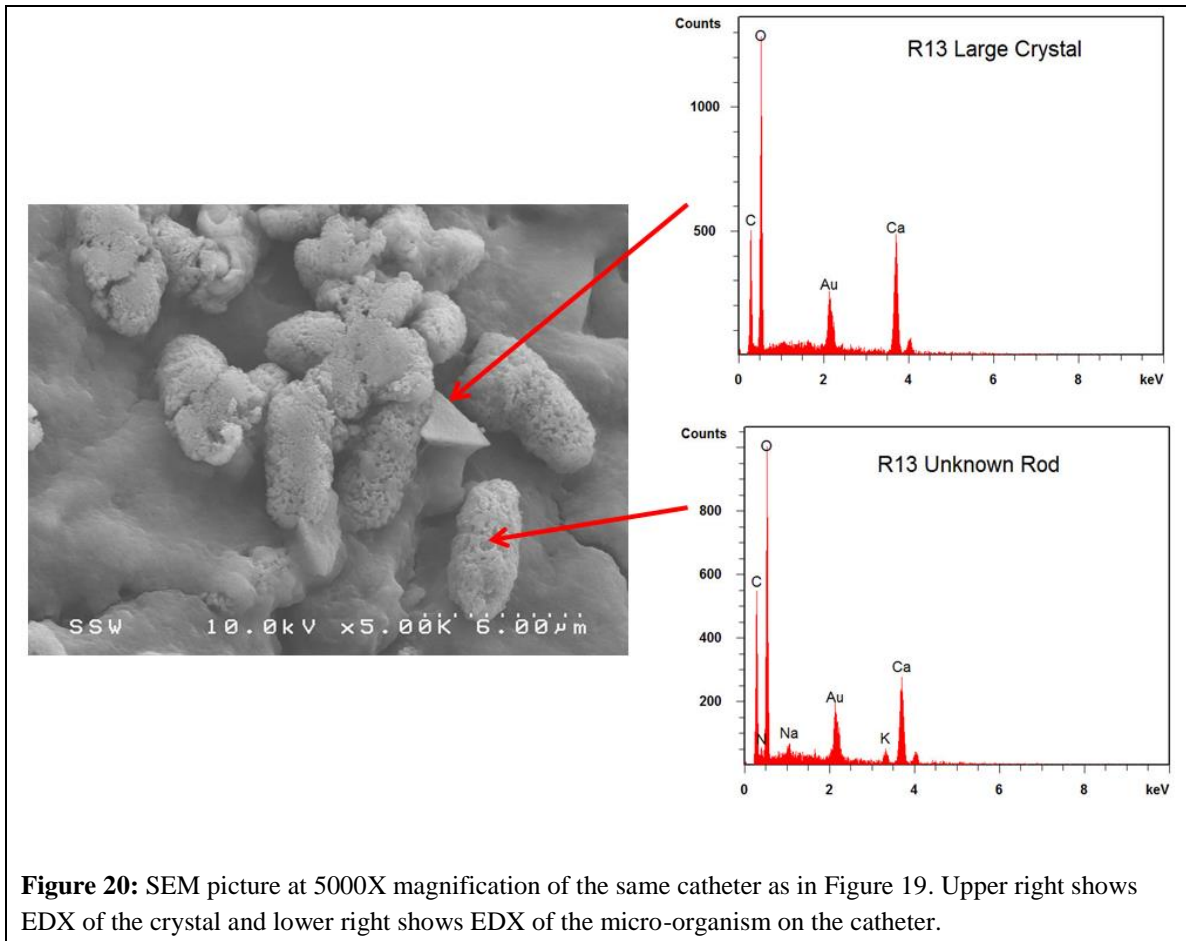 Counts
R13 Large Crystal
O
1000
C
500
Ca
Au
0 2 4 6 8 keV
SSW 10.0kV x5.00K 6.00µm
Counts
R13 Unknown Rod
O
800
C
600
400
Ca
Au
200
N Na K
0 2 4 6 8 keV
Figure 20: SEM picture at 5000X magnification of the same catheter as in Figure 19. Upper right shows
EDX of the crystal and lower right shows EDX of the micro-organism on the catheter.